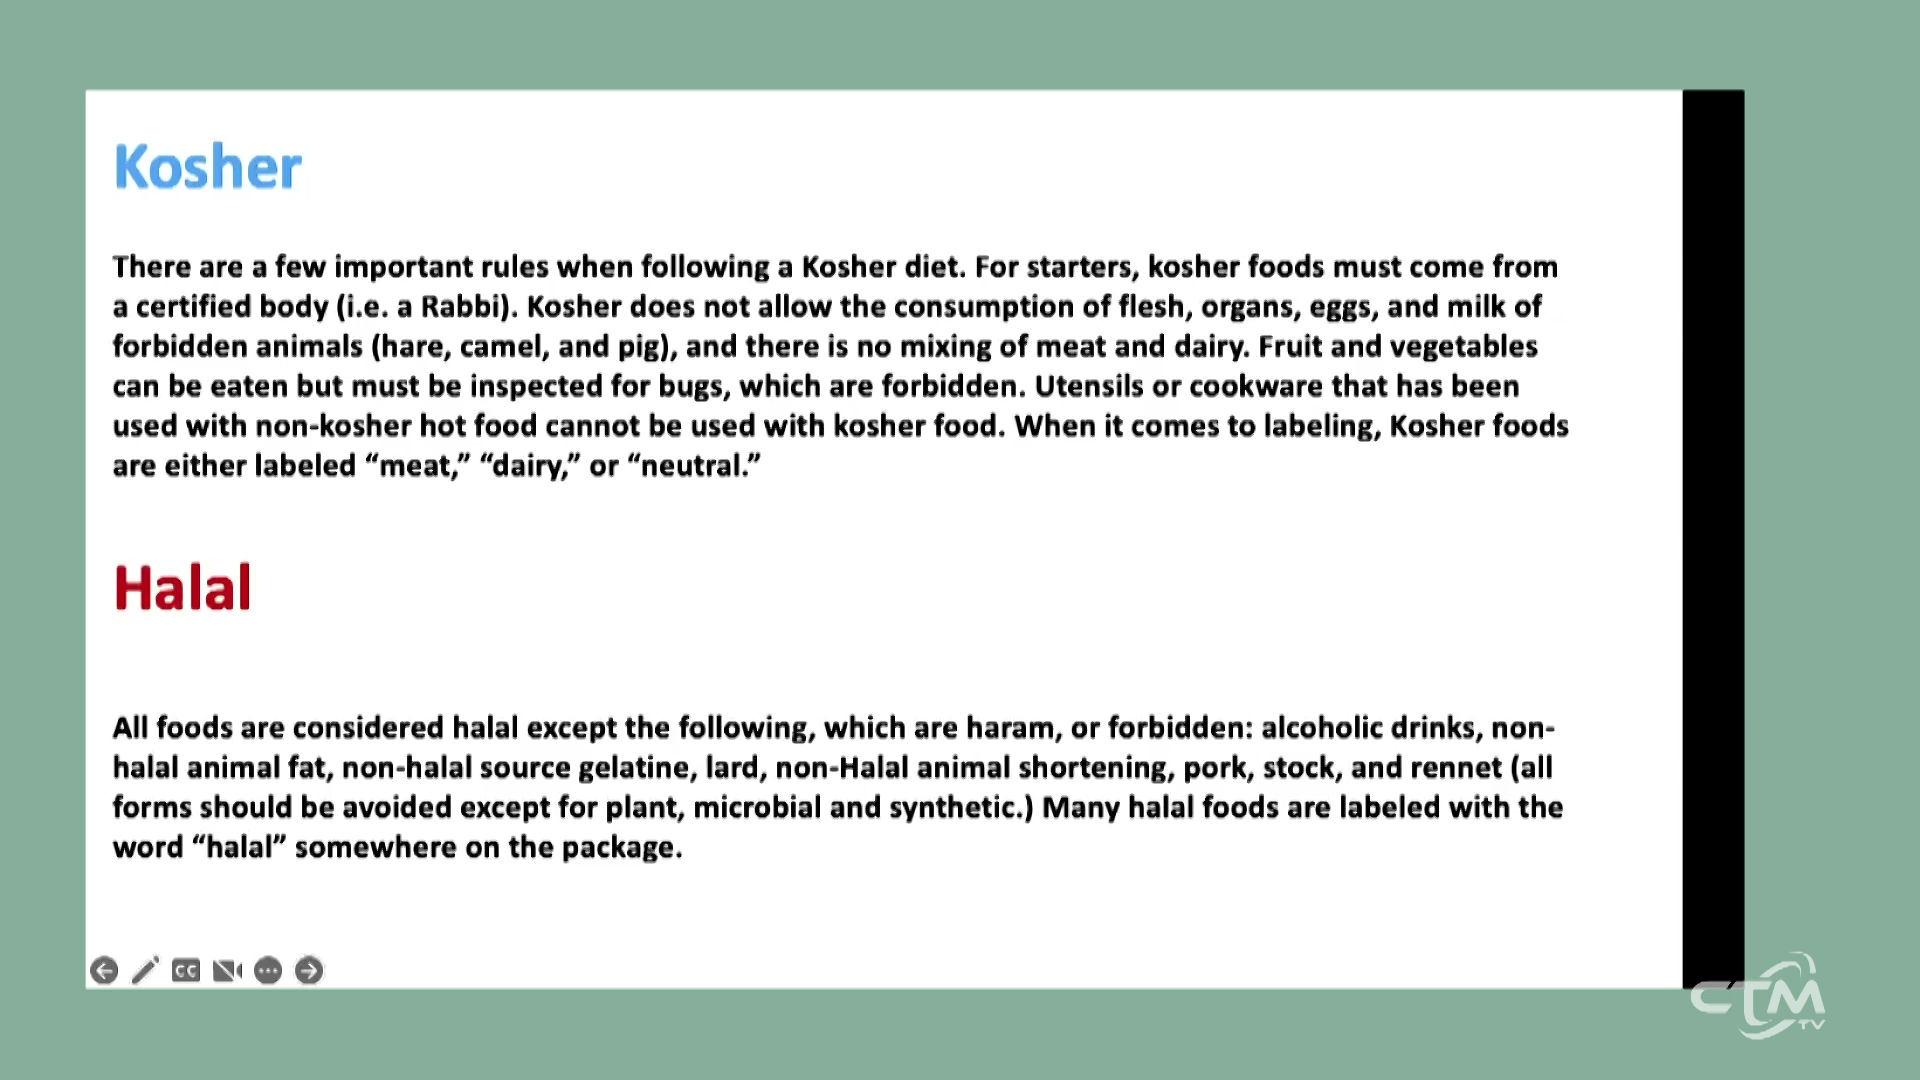 Kosher
There are a few important rules when following a Kosher diet. For starters, kosher foods must come from
a certified body (i.e. a Rabbi). Kosher does not allow the consumption of flesh, organs, eggs, and milk of
forbidden animals (hare, camel, and pig), and there is no mixing of meat and dairy. Fruit and vegetables
can be eaten but must be inspected for bugs, which are forbidden. Utensils or cookware that has been
used with non-kosher hot food cannot be used with kosher food. When it comes to labeling, Kosher foods
are either labeled “meat,” “dairy,” or “neutral.”
Halal
All foods are considered halal except the following, which are haram, or forbidden: alcoholic drinks, non-
halal animal fat, non-halal source gelatine, lard, non-Halal animal shortening, pork, stock, and rennet (all
forms should be avoided except for plant, microbial and synthetic.) Many halal foods are labeled with the
word “halal” somewhere on the package.
CC
CTM
TV